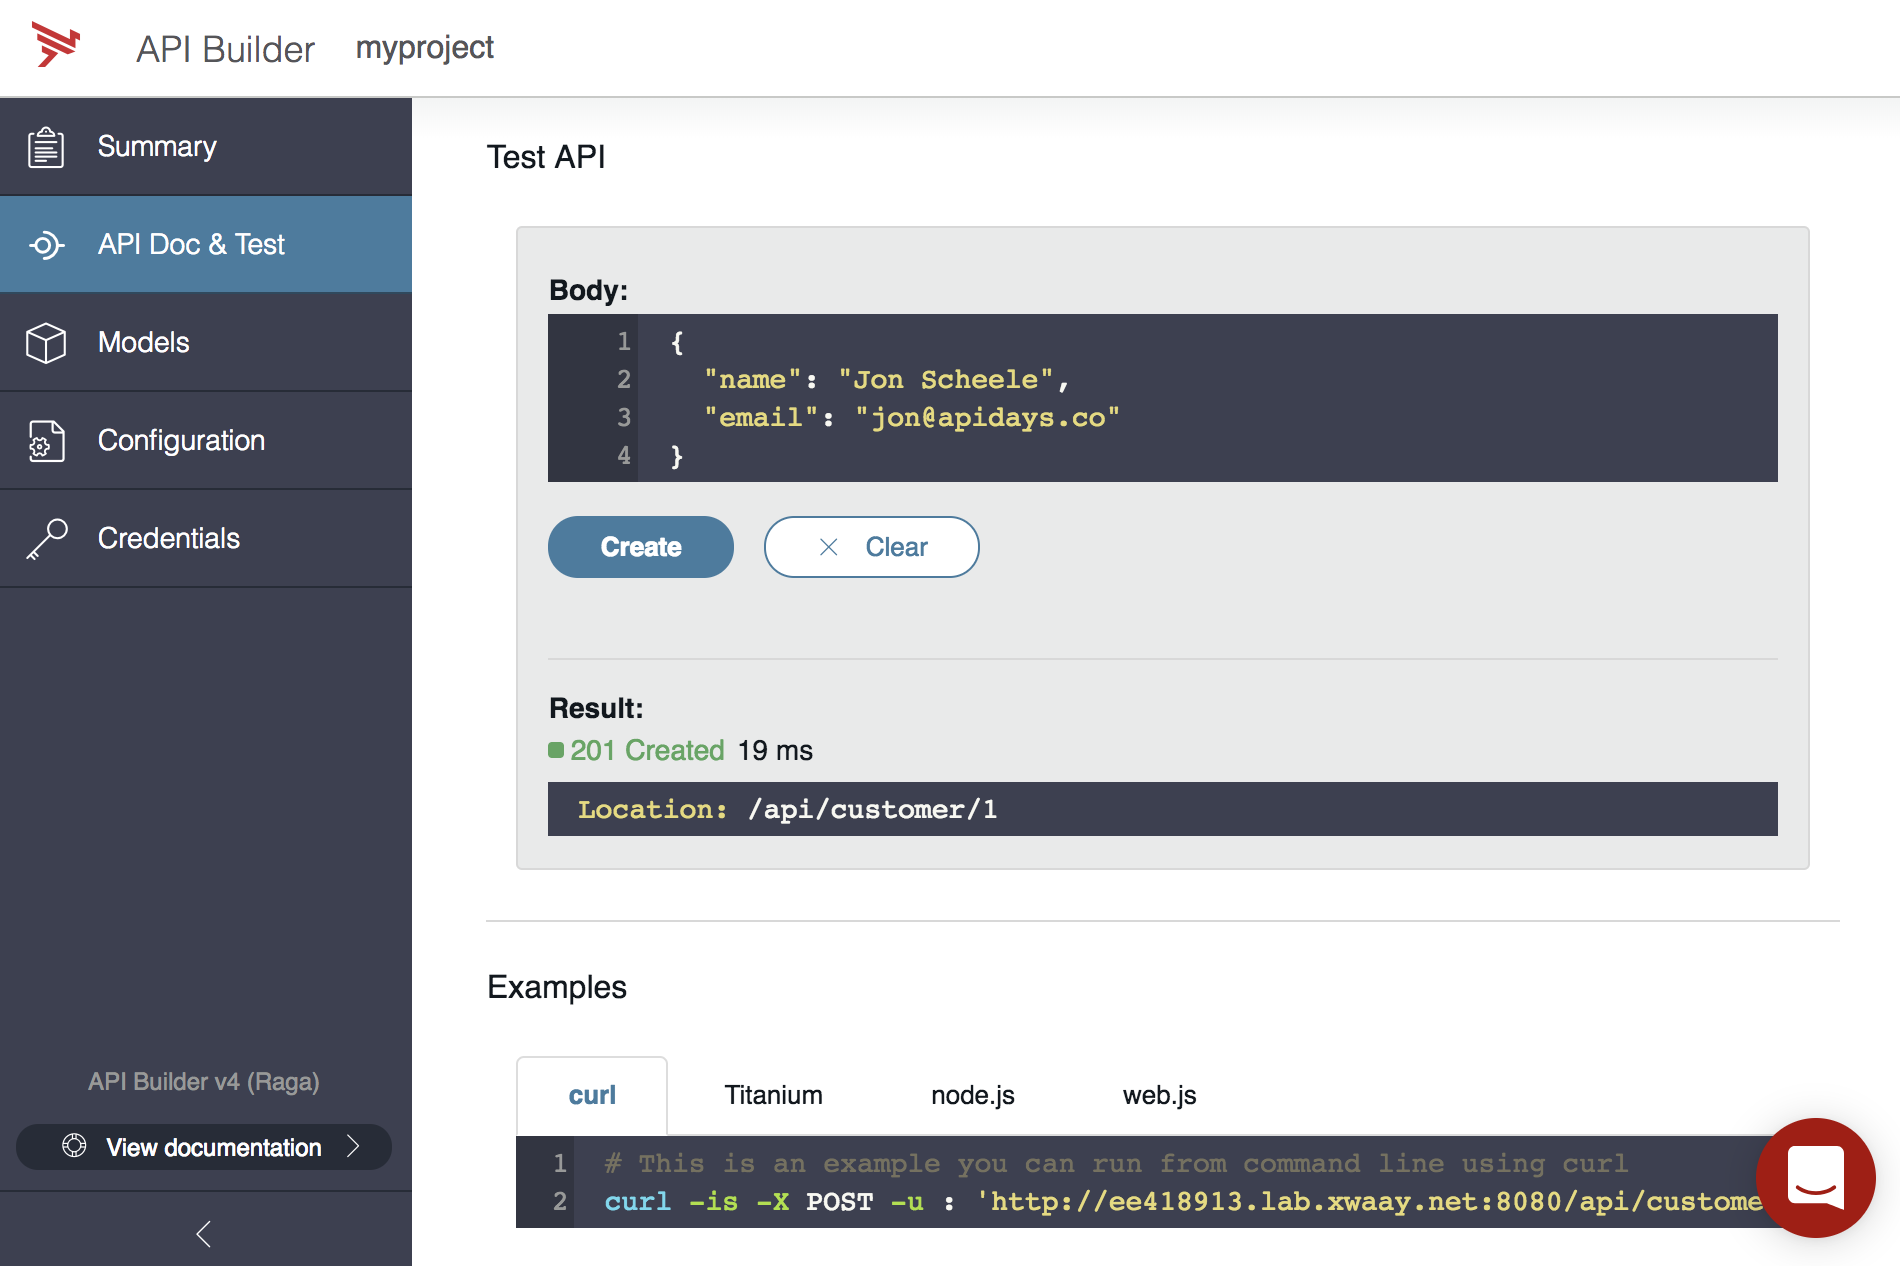 API Builder myproject
Summary
API Doc & Test
Models
Configuration
Credentials
API Builder v4 (Raga)
View documentation
Test API
Body:
1 {
2 "name": "Jon Scheele",
3 "email": "jon@apidays.co"
4 }
Create
Clear
Result:
201 Created 19 ms
Location: /api/customer/1
Examples
curl Titanium node.js web.js
1 # This is an example you can run from command line using curl
2 curl -is -X POST -u : 'http://ee418913.lab.xwaay.net:8080/api/custome